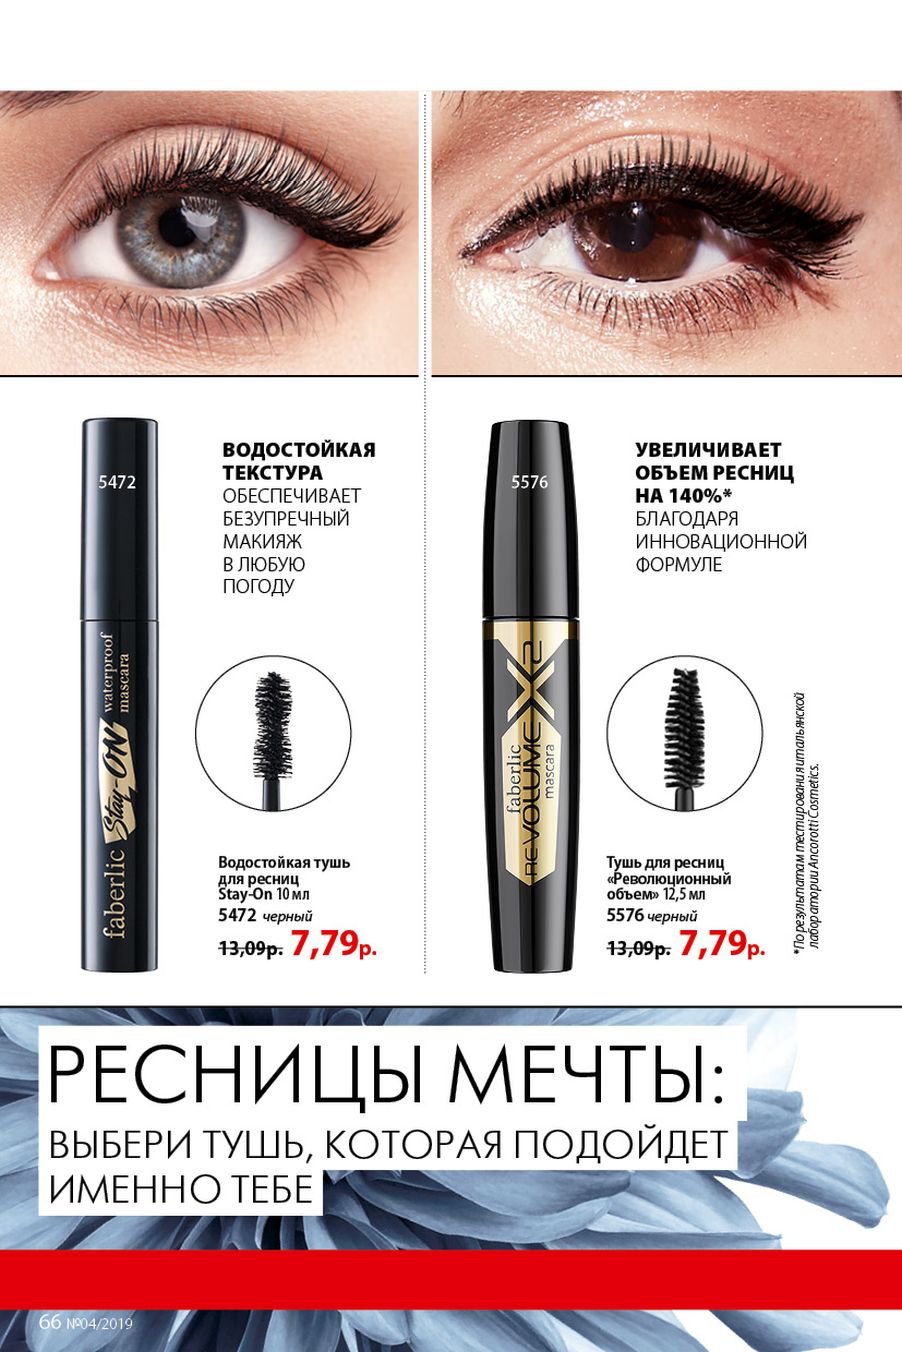 5472
ВОДОСТОЙКАЯ
ТЕКСТУРА
ОБЕСПЕЧИВАЕТ
БЕЗУПРЕЧНЫЙ
МАКИЯЖ
В ЛЮБУЮ
ПОГОДУ
faberlic Stay-ON waterproof
mascara
Водостойкая тушь
для ресниц
Stay-On 10 мл
5472 черный
13,09р. 7,79р.
5576
УВЕЛИЧИВАЕТ
ОБЪЕМ РЕСНИЦ
НА 140%*
БЛАГОДАРЯ
ИННОВАЦИОННОЙ
ФОРМУЛЕ
faberlic
REVOLUME X2
mascara
Тушь для ресниц
«Революционный
объем» 12,5 мл
5576 черный
13,09р. 7,79р.
*По результатам тестирования итальянской
лаборатории Ancorotti Cosmetics.
РЕСНИЦЫ МЕЧТЫ:
ВЫБЕРИ ТУШЬ, КОТОРАЯ ПОДОЙДЕТ
ИМЕННО ТЕБЕ
66 №04/2019